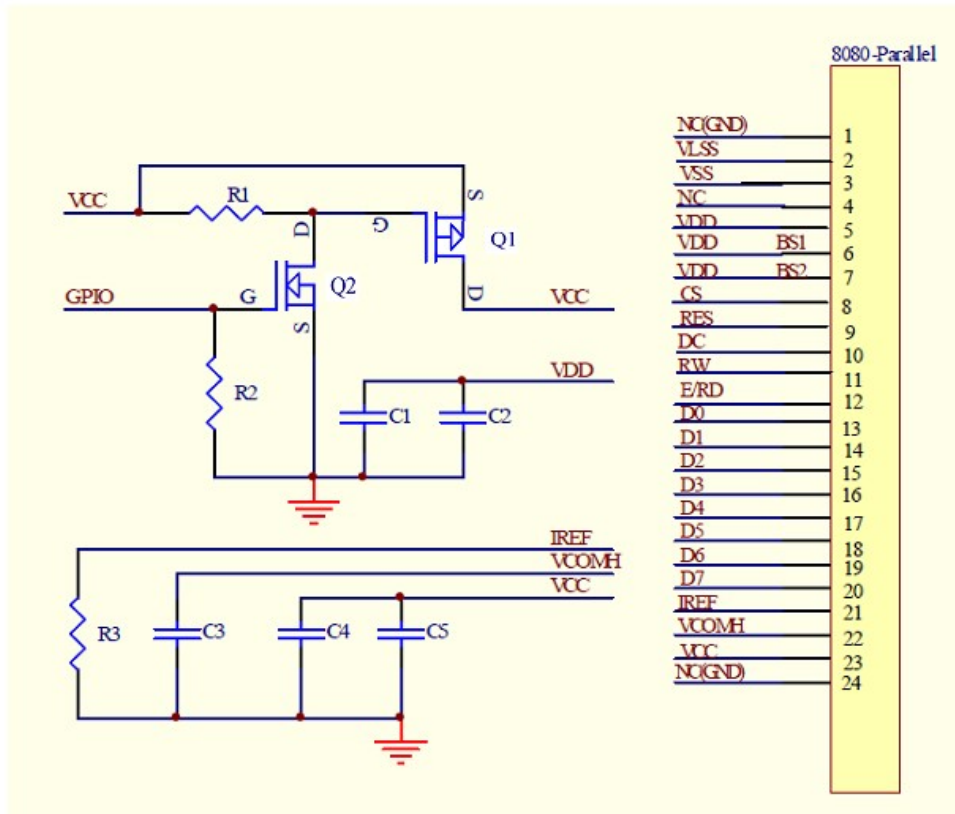 8080-Parallel
NC(GND) 1
VLSS 2
VSS 3
NC 4
VDD 5
VDD BS1 6
VDD BS2 7
CS 8
RES 9
DC 10
RW 11
E/RD 12
D0 13
D1 14
D2 15
D3 16
D4 17
D5 18
D6 19
D7 20
IREF 21
VCOMH 22
VCC 23
NC(GND) 24
VCC R1 D G S Q1
Q2 D
GPIO G S VCC
R2
VDD
C1 C2
IREF
VCOMH
VCC
R3 C3 C4 C5